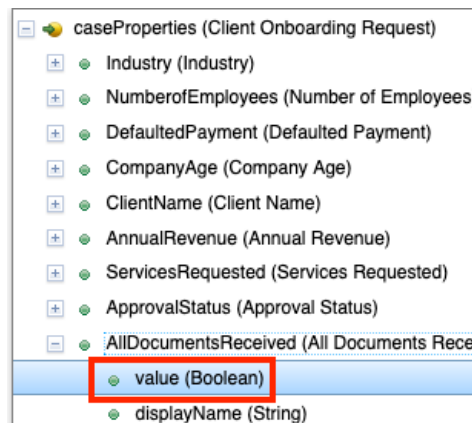 caseProperties (Client Onboarding Request)
Industry (Industry)
NumberofEmployees (Number of Employees
DefaultedPayment (Defaulted Payment)
CompanyAge (Company Age)
ClientName (Client Name)
AnnualRevenue (Annual Revenue)
ServicesRequested (Services Requested)
ApprovalStatus (Approval Status)
AllDocumentsReceived (All Documents Rece
value (Boolean)
displayName (String)